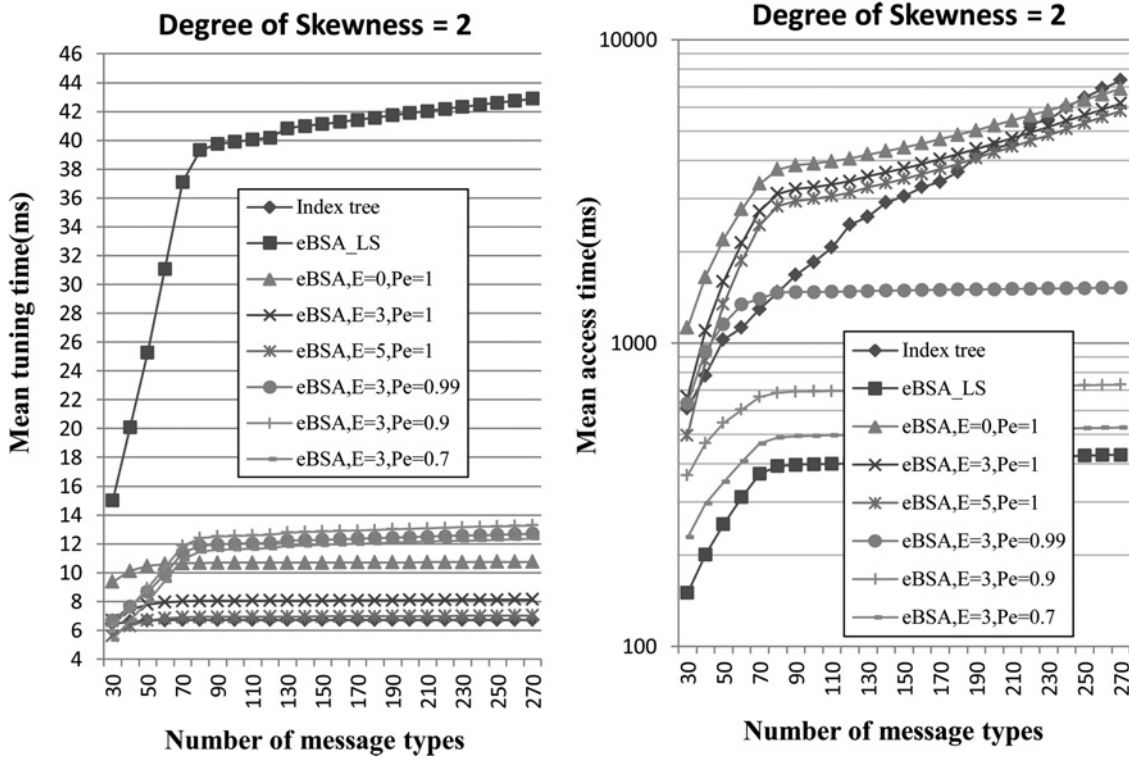 Degree of Skewness = 2
46
44
42
40
38
36
34
32
30
28
26
24
22
20
18
16
14
12
10
8
6
4
Mean tuning time(ms)
Index tree
eBSA_LS
eBSA,E=0,Pe=1
eBSA,E=3,Pe=1
eBSA,E=5,Pe=1
eBSA,E=3,Pe=0.99
eBSA,E=3,Pe=0.9
eBSA,E=3,Pe=0.7
30 50 70 90 110 130 150 170 190 210 230 250 270
Number of message types
Degree of Skewness = 2
10000
1000
100
Mean access time(ms)
Index tree
eBSA_LS
eBSA,E=0,Pe=1
eBSA,E=3,Pe=1
eBSA,E=5,Pe=1
eBSA,E=3,Pe=0.99
eBSA,E=3,Pe=0.9
eBSA,E=3,Pe=0.7
30 50 70 90 110 130 150 170 190 210 230 250 270
Number of message types